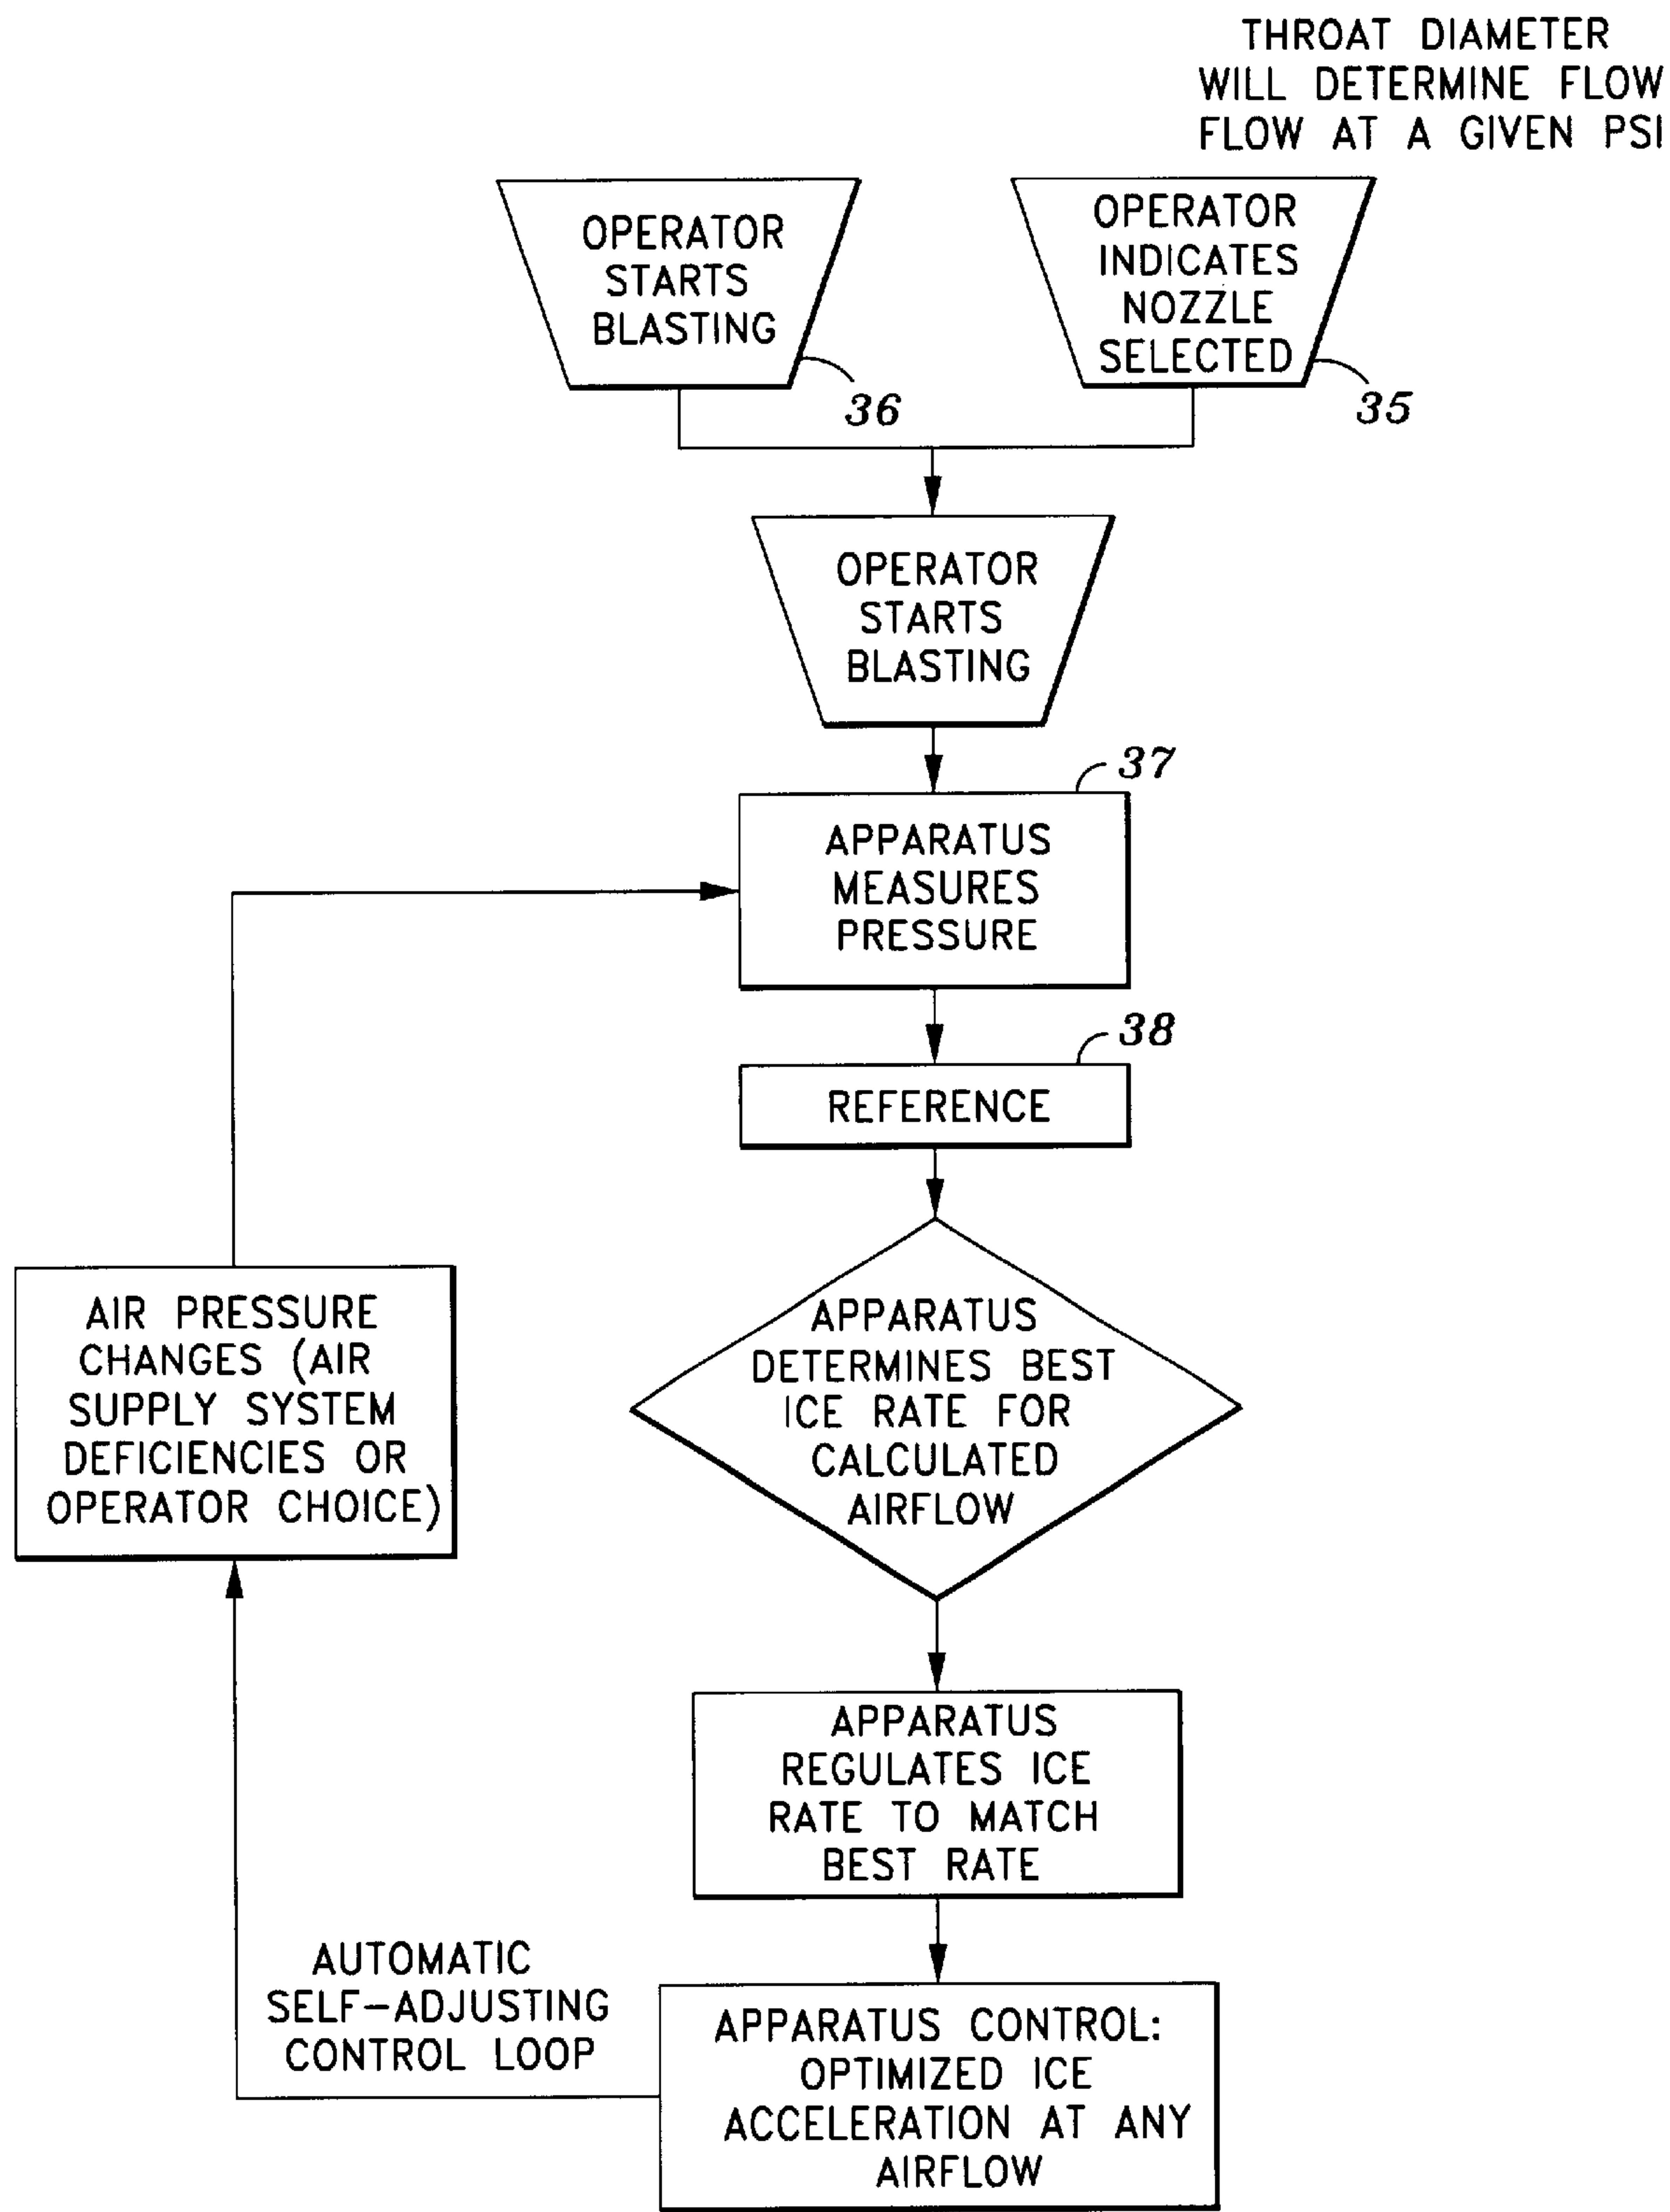 THROAT DIAMETER
WILL DETERMINE FLOW
FLOW AT A GIVEN PSI
OPERATOR
STARTS
BLASTING
36
OPERATOR
INDICATES
NOZZLE
SELECTED
35
OPERATOR
STARTS
BLASTING
37
APPARATUS
MEASURES
PRESSURE
38
REFERENCE
APPARATUS
DETERMINES BEST
ICE RATE FOR
CALCULATED
AIRFLOW
AIR PRESSURE
CHANGES (AIR
SUPPLY SYSTEM
DEFICIENCIES OR
OPERATOR CHOICE)
APPARATUS
REGULATES ICE
RATE TO MATCH
BEST RATE
AUTOMATIC
SELF-ADJUSTING
CONTROL LOOP
APPARATUS CONTROL:
OPTIMIZED ICE
ACCELERATION AT ANY
AIRFLOW